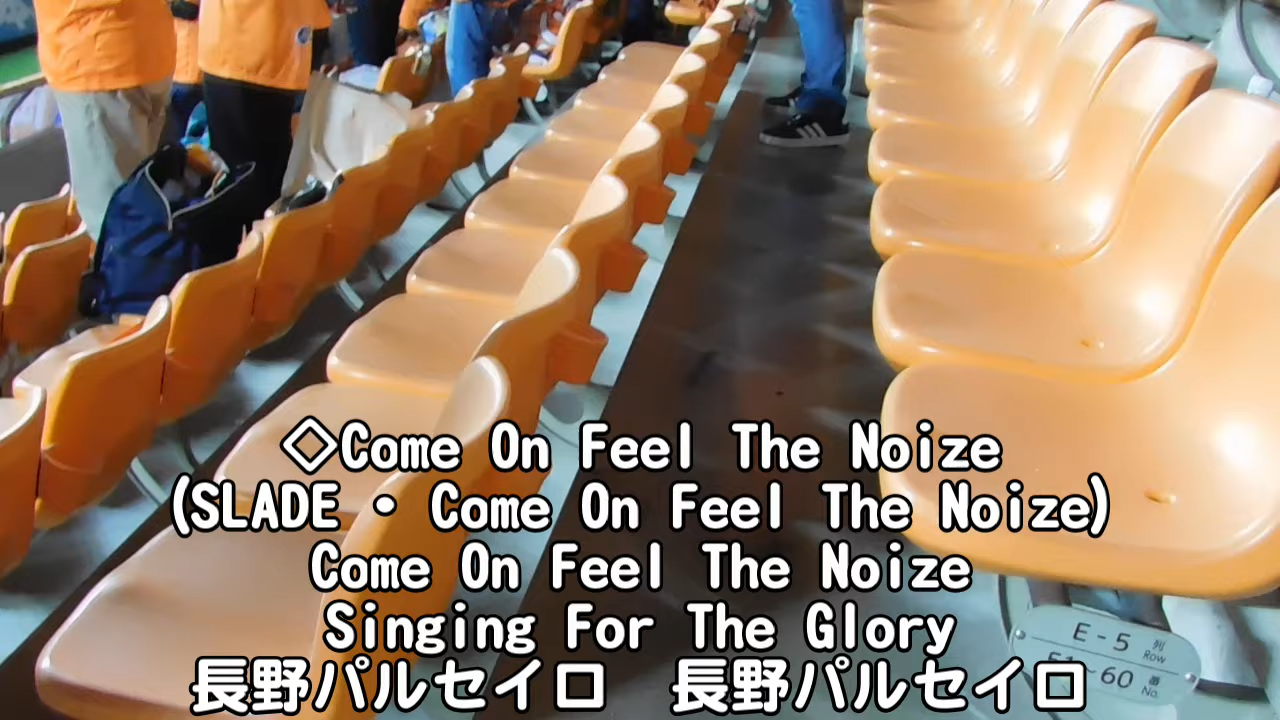 ◇Come On Feel The Noize
(SLADE・Come On Feel The Noize)
Come On Feel The Noize
Singing For The Glory
長野パルセイロ　長野パルセイロ
E-5 列 Row
~60 番 No.